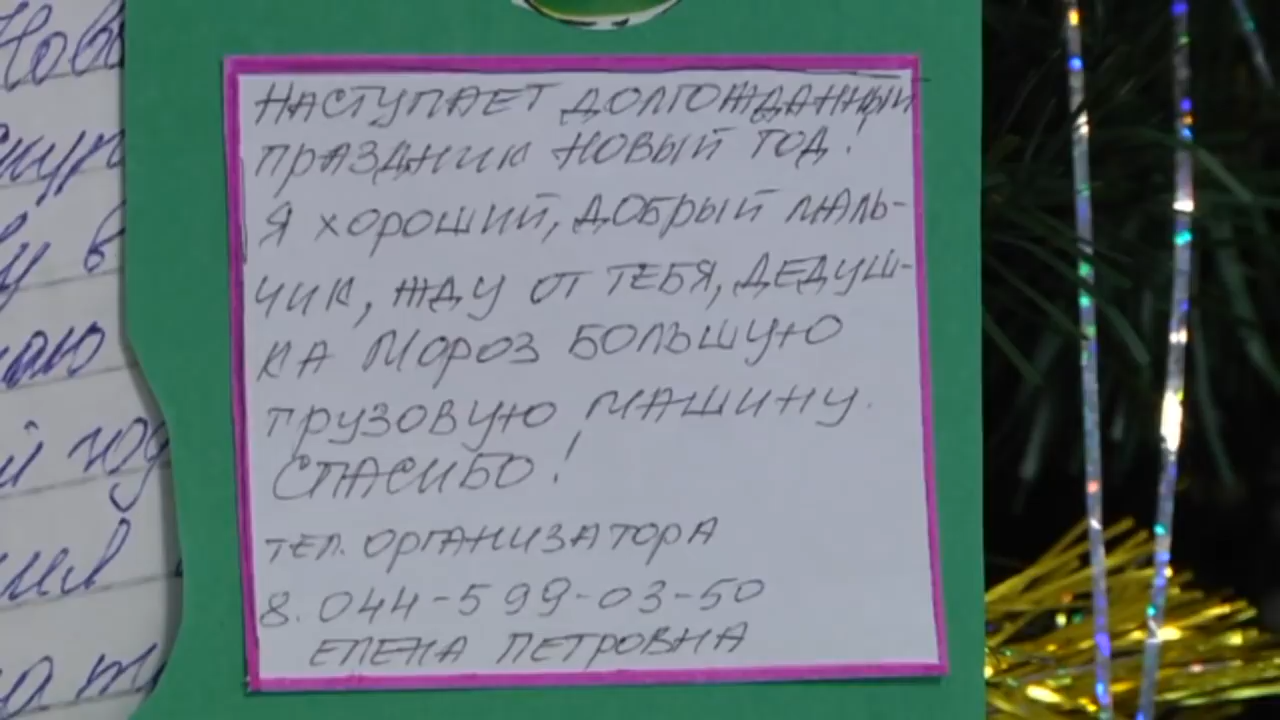 НАСТУПАЕТ ДОЛГОЖДАННЫЙ
ПРАЗДНИК НОВЫЙ ГОД!
Я ХОРОШИЙ, ДОБРЫЙ МАЛЬ-
ЧИК, ЖДУ ОТ ТЕБЯ, ДЕДУШ-
КА МОРОЗ БОЛЬШУЮ
ГРУЗОВУЮ МАШИНУ.
СПАСИБО!
ТЕЛ. ОРГАНИЗАТОРА
8.044-599-03-50
ЕЛЕНА ПЕТРОВНА